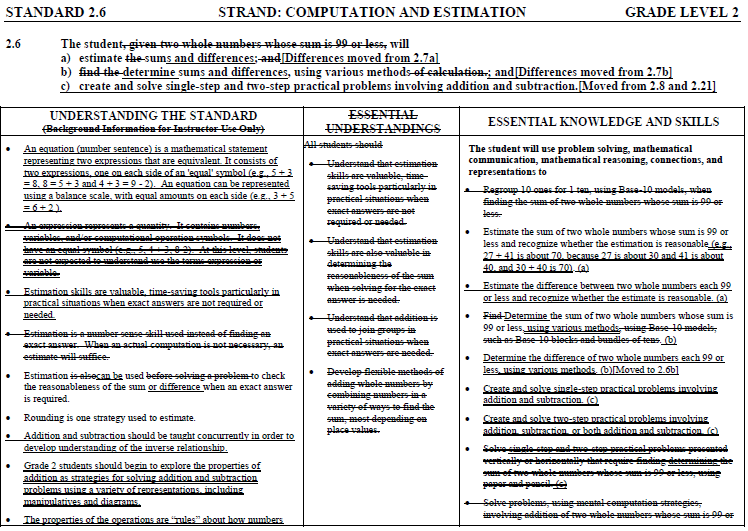 STANDARD 2.6 STRAND: COMPUTATION AND ESTIMATION GRADE LEVEL 2
2.6 The student, given two whole numbers whose sum is 99 or less, will
a) estimate the sums and differences; and[Differences moved from 2.7a]
b) find the determine sums and differences, using various methods of calculation.; and[Differences moved from 2.7b]
c) create and solve single-step and two-step practical problems involving addition and subtraction.[Moved from 2.8 and 2.21]
UNDERSTANDING THE STANDARD
(Background Information for Instructor Use Only)
• An equation (number sentence) is a mathematical statement
representing two expressions that are equivalent. It consists of
two expressions, one on each side of an 'equal' symbol (e.g., 5 + 3
= 8, 8 = 5 + 3 and 4 + 3 = 9 - 2). An equation can be represented
using a balance scale, with equal amounts on each side (e.g., 3 + 5
= 6 + 2 ).
• An expression represents a quantity. It contains numbers,
variables, and/or computational operation symbols. It does not
have an equal symbol (e.g., 5, 4 + 3, 8-2). At this level, students
are not expected to understand use the terms expression or
variable.
• Estimation skills are valuable, time-saving tools particularly in
practical situations when exact answers are not required or
needed.
• Estimation is a number sense skill used instead of finding an
exact answer. When an actual computation is not necessary, an
estimate will suffice.
• Estimation is alsocan be used before solving a problem to check
the reasonableness of the sum or difference when an exact answer
is required.
• Rounding is one strategy used to estimate.
• Addition and subtraction should be taught concurrently in order to
develop understanding of the inverse relationship.
• Grade 2 students should begin to explore the properties of
addition as strategies for solving addition and subtraction
problems using a variety of representations, including
manipulatives and diagrams.
• The properties of the operations are “rules” about how numbers
ESSENTIAL
UNDERSTANDINGS
All students should
• Understand that estimation
skills are valuable, time-
saving tools particularly in
practical situations when
exact answers are not
required or needed.
• Understand that estimation
skills are also valuable in
determining the
reasonableness of the sum
when solving for the exact
answer is needed.
• Understand that addition is
used to join groups in
practical situations when
exact answers are needed.
• Develop flexible methods of
adding whole numbers by
combining numbers in a
variety of ways to find the
sum, most depending on
place values.
ESSENTIAL KNOWLEDGE AND SKILLS
The student will use problem solving, mathematical
communication, mathematical reasoning, connections, and
representations to
• Regroup 10 ones for 1 ten, using Base-10 models, when
finding the sum of two whole numbers whose sum is 99 or
less.
• Estimate the sum of two whole numbers whose sum is 99 or
less and recognize whether the estimation is reasonable (e.g.,
27 + 41 is about 70, because 27 is about 30 and 41 is about
40, and 30 + 40 is 70). (a)
• Estimate the difference between two whole numbers each 99
or less and recognize whether the estimate is reasonable. (a)
• Find Determine the sum of two whole numbers whose sum is
99 or less, using various methods. using Base-10 models,
such as Base-10 blocks and bundles of tens. (b)
• Determine the difference of two whole numbers each 99 or
less, using various methods. (b)[Moved to 2.6b]
• Create and solve single-step practical problems involving
addition and subtraction. (c)
• Create and solve two-step practical problems involving
addition, subtraction, or both addition and subtraction. (c)
• Solve single-step and two-step practical problems presented
vertically or horizontally that require finding determining the
sum of two whole numbers whose sum is 99 or less, using
paper and pencil. (c)
• Solve problems, using mental computation strategies,
involving addition of two whole numbers whose sum is 99 or